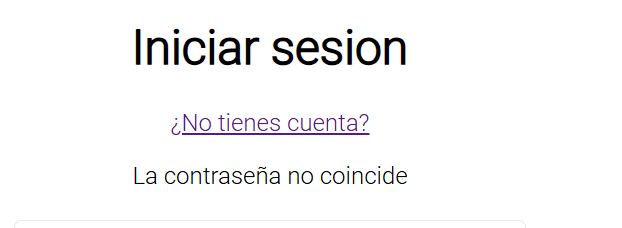 Iniciar sesion
¿No tienes cuenta?
La contraseña no coincide